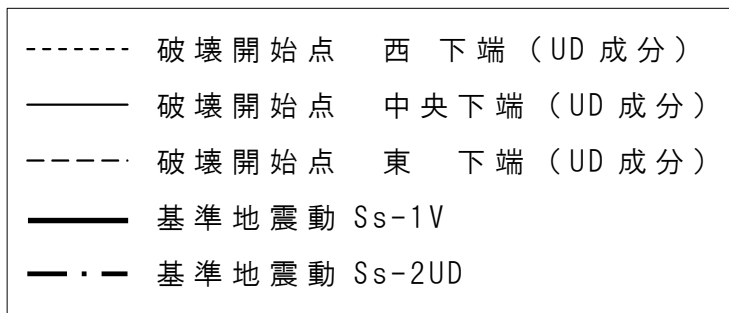 破壊開始点 西 下端（UD成分）
破壊開始点 中央下端（UD成分）
破壊開始点 東 下端（UD成分）
基準地震動 Ss-1V
基準地震動 Ss-2UD